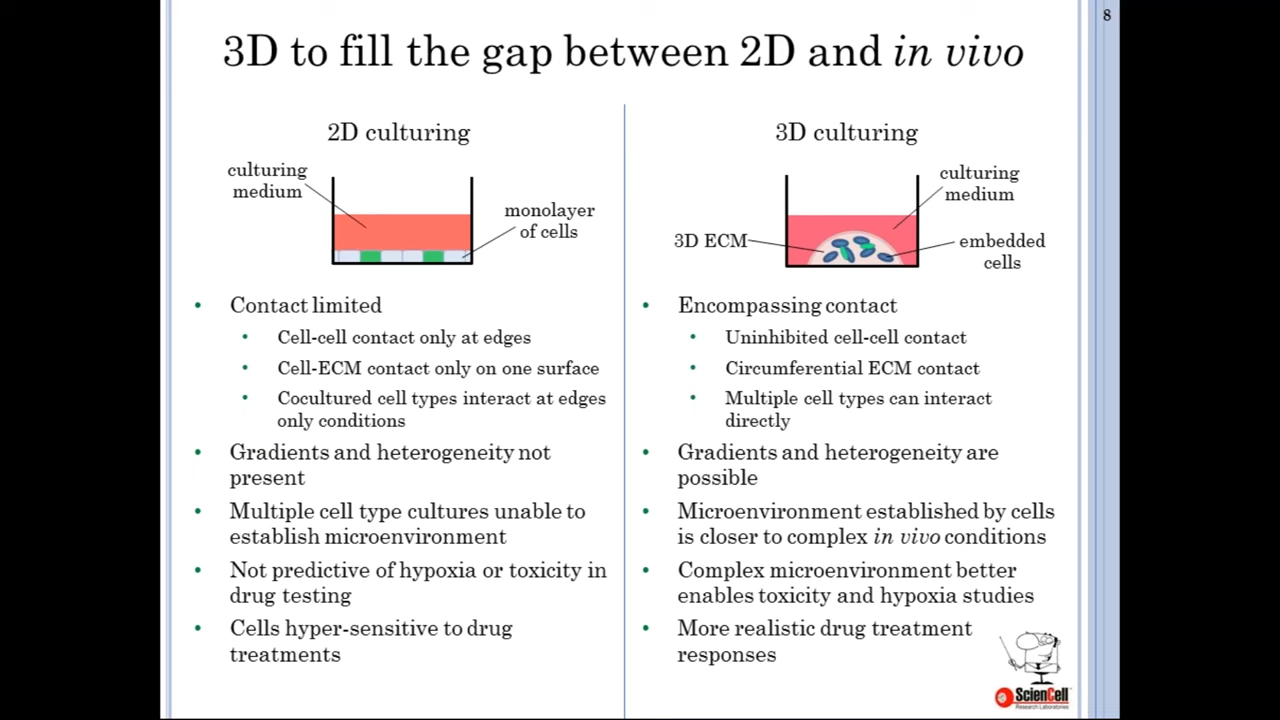 8
3D to fill the gap between 2D and in vivo
2D culturing
culturing
medium
monolayer
of cells
• Contact limited
• Cell-cell contact only at edges
• Cell-ECM contact only on one surface
• Cocultured cell types interact at edges
only conditions
• Gradients and heterogeneity not
present
• Multiple cell type cultures unable to
establish microenvironment
• Not predictive of hypoxia or toxicity in
drug testing
• Cells hyper-sensitive to drug
treatments
3D culturing
culturing
medium
3D ECM
embedded
cells
• Encompassing contact
• Uninhibited cell-cell contact
• Circumferential ECM contact
• Multiple cell types can interact
directly
• Gradients and heterogeneity are
possible
• Microenvironment established by cells
is closer to complex in vivo conditions
• Complex microenvironment better
enables toxicity and hypoxia studies
• More realistic drug treatment
responses
ScienCell
Research Laboratories